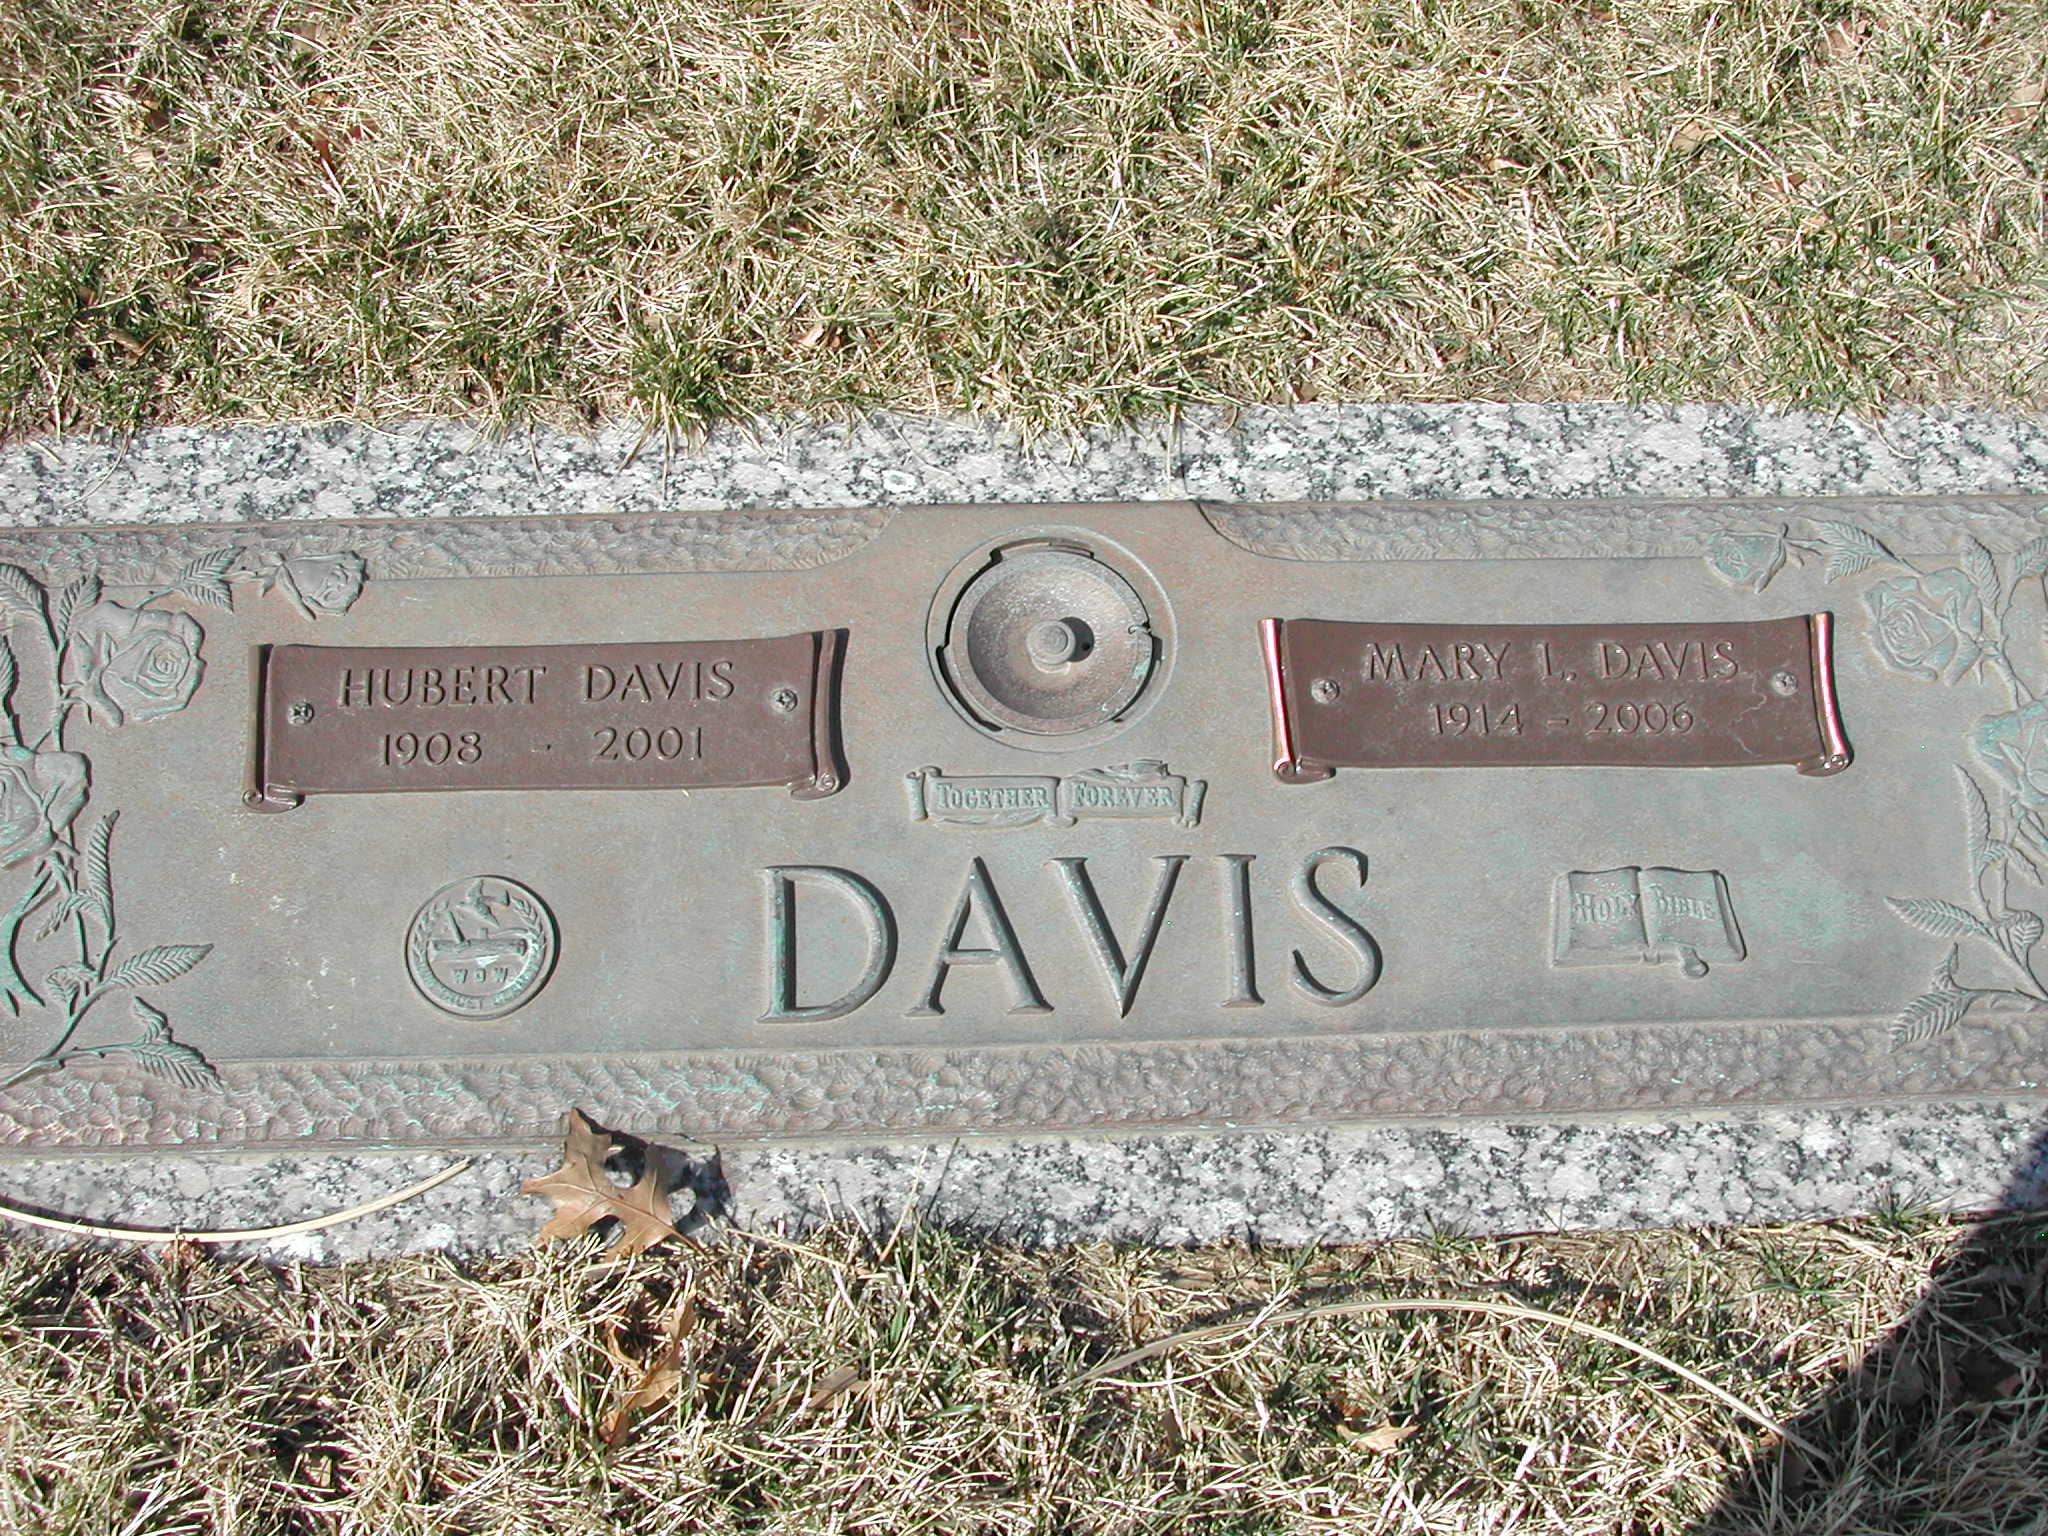 HUBERT DAVIS
1908 - 2001
MARY L. DAVIS
1914 - 2006
TOGETHER FOREVER
DAVIS
WOW
HOLY BIBLE